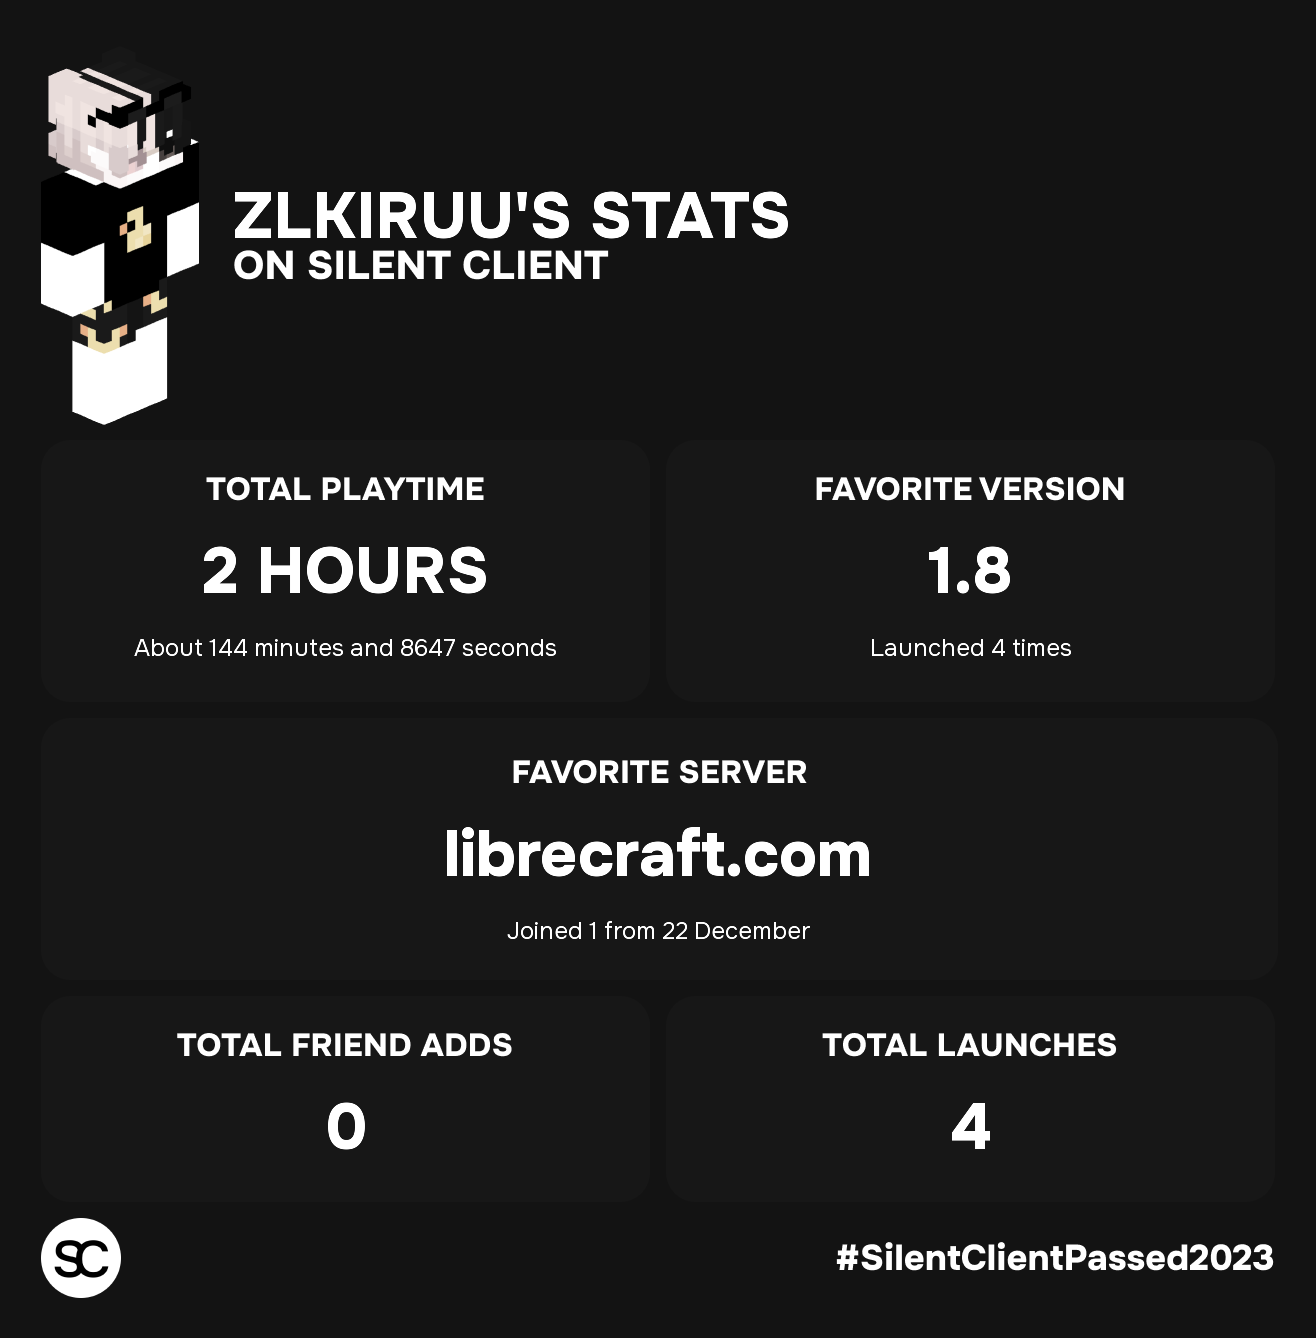 ZLKIRUU'S STATS
ON SILENT CLIENT
TOTAL PLAYTIME
2 HOURS
About 144 minutes and 8647 seconds
FAVORITE VERSION
1.8
Launched 4 times
FAVORITE SERVER
librecraft.com
Joined 1 from 22 December
TOTAL FRIEND ADDS
0
TOTAL LAUNCHES
4
SC
#SilentClientPassed2023